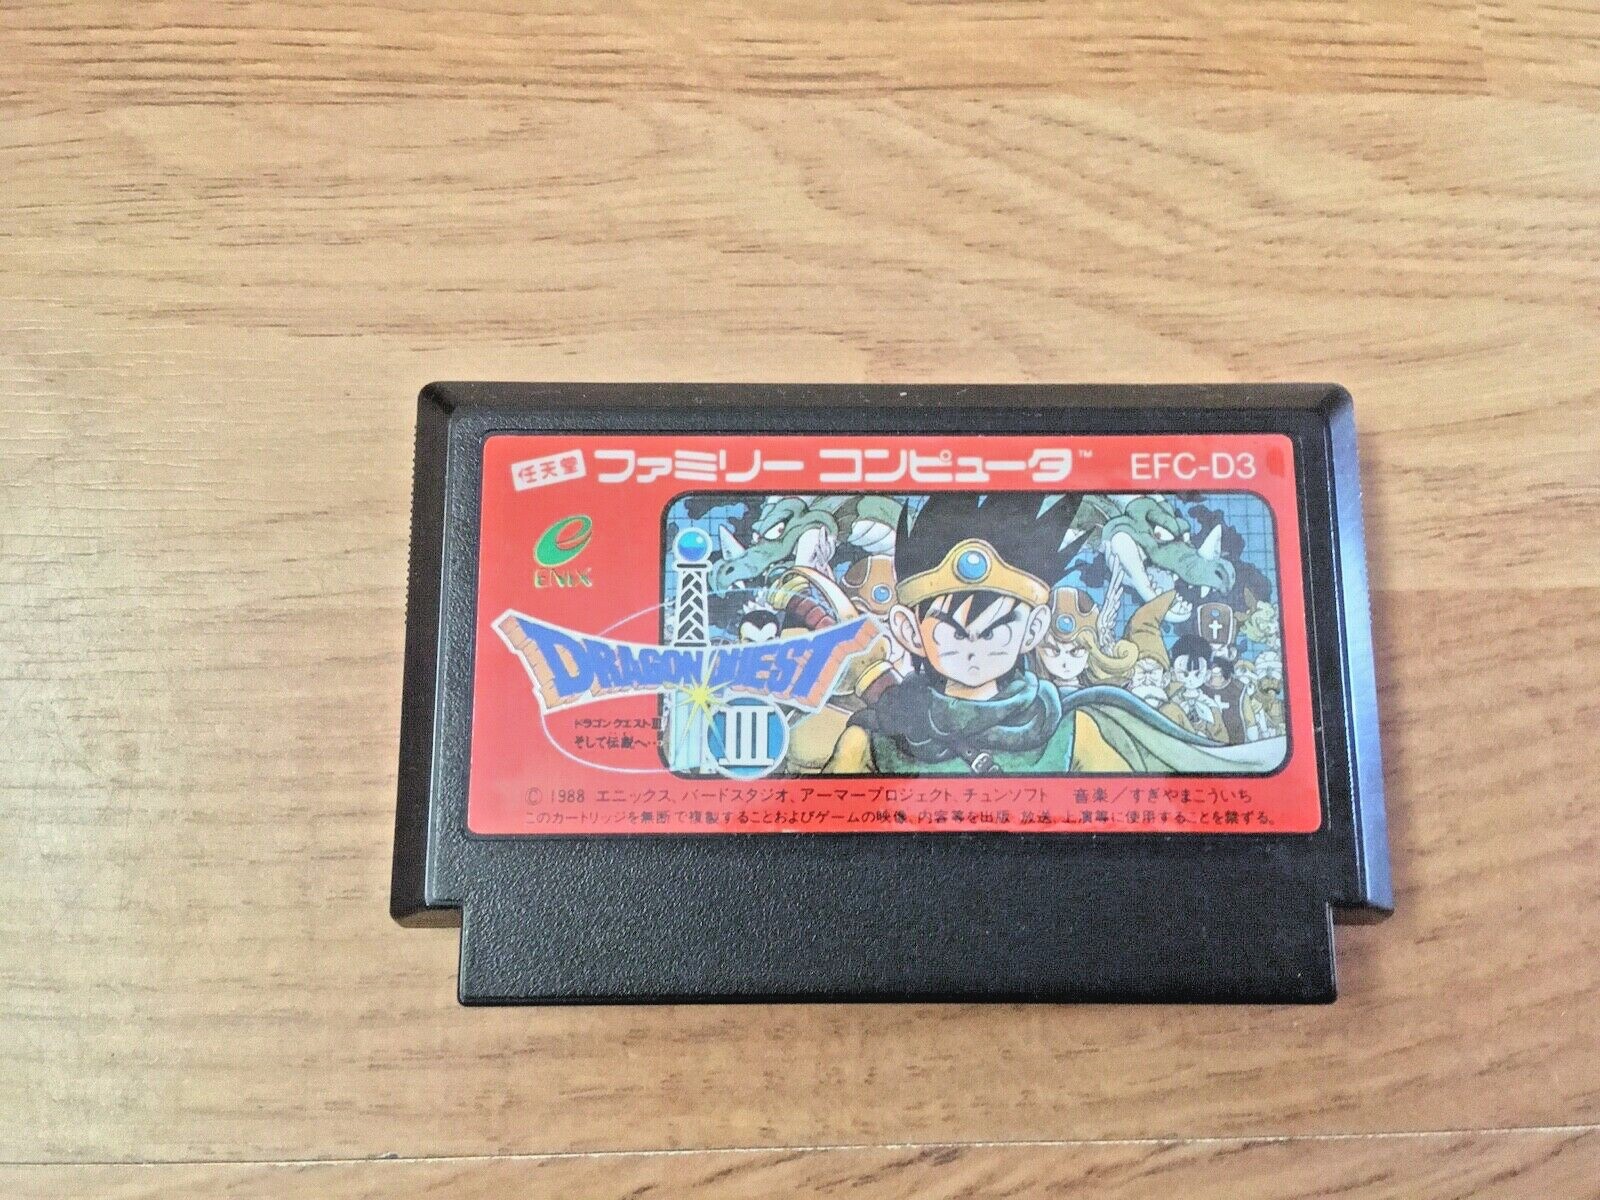 任天堂 ファミリー コンピュータ™ EFC-D3
ENIX
DRAGON QUEST
III
ドラゴンクエストIII
そして伝説へ…
© 1988 エニックス、バードスタジオ、アーマープロジェクト、チュンソフト 音楽/すぎやまこういち
このカートリッジを無断で複製することおよびゲームの映像、内容等を出版、放送、上演等に使用することを禁ずる。